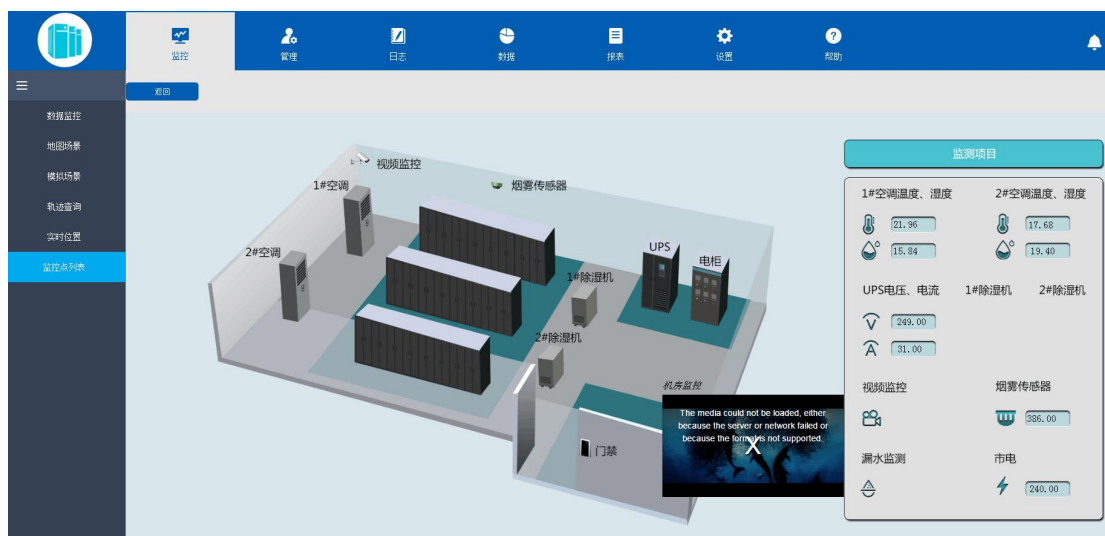 监控
管理
日志
数据
报表
设置
帮助
返回
数据监控
地图场景
模拟场景
轨迹查询
实时位置
监控点列表
视频监控
1#空调
烟雾传感器
2#空调
UPS
电柜
1#除湿机
2#除湿机
机房监控
门禁
The media could not be loaded, either
because the server or network failed or
because the format is not supported.
X
监测项目
1#空调温度、湿度 2#空调温度、湿度
21.96 17.68
15.84 19.40
UPS电压、电流 1#除湿机 2#除湿机
V 249.00
A 31.00
视频监控 烟雾传感器
386.00
漏水监测 市电
240.00